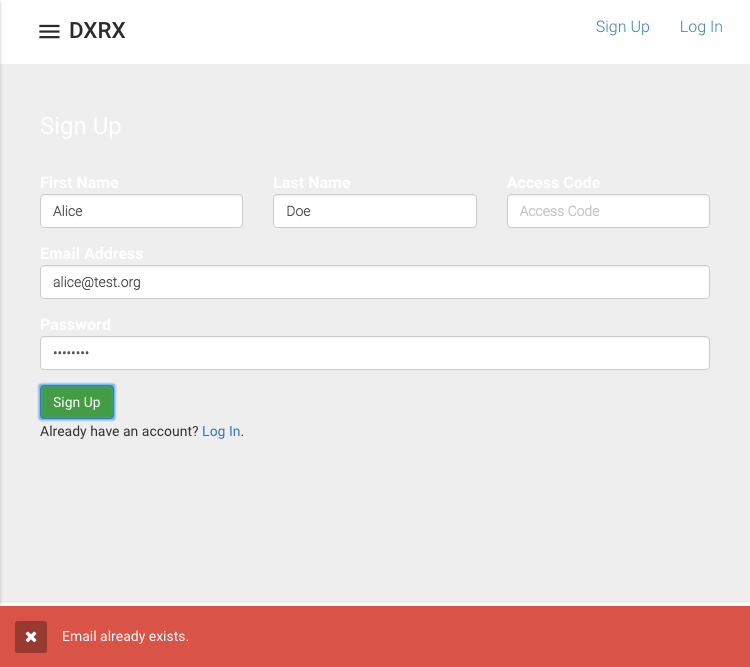 DXRX
Sign Up Log In
Sign Up
First Name Last Name Access Code
Alice Doe Access Code
Email Address
alice@test.org
Password
••••••••
Sign Up
Already have an account? Log In.
Email already exists.